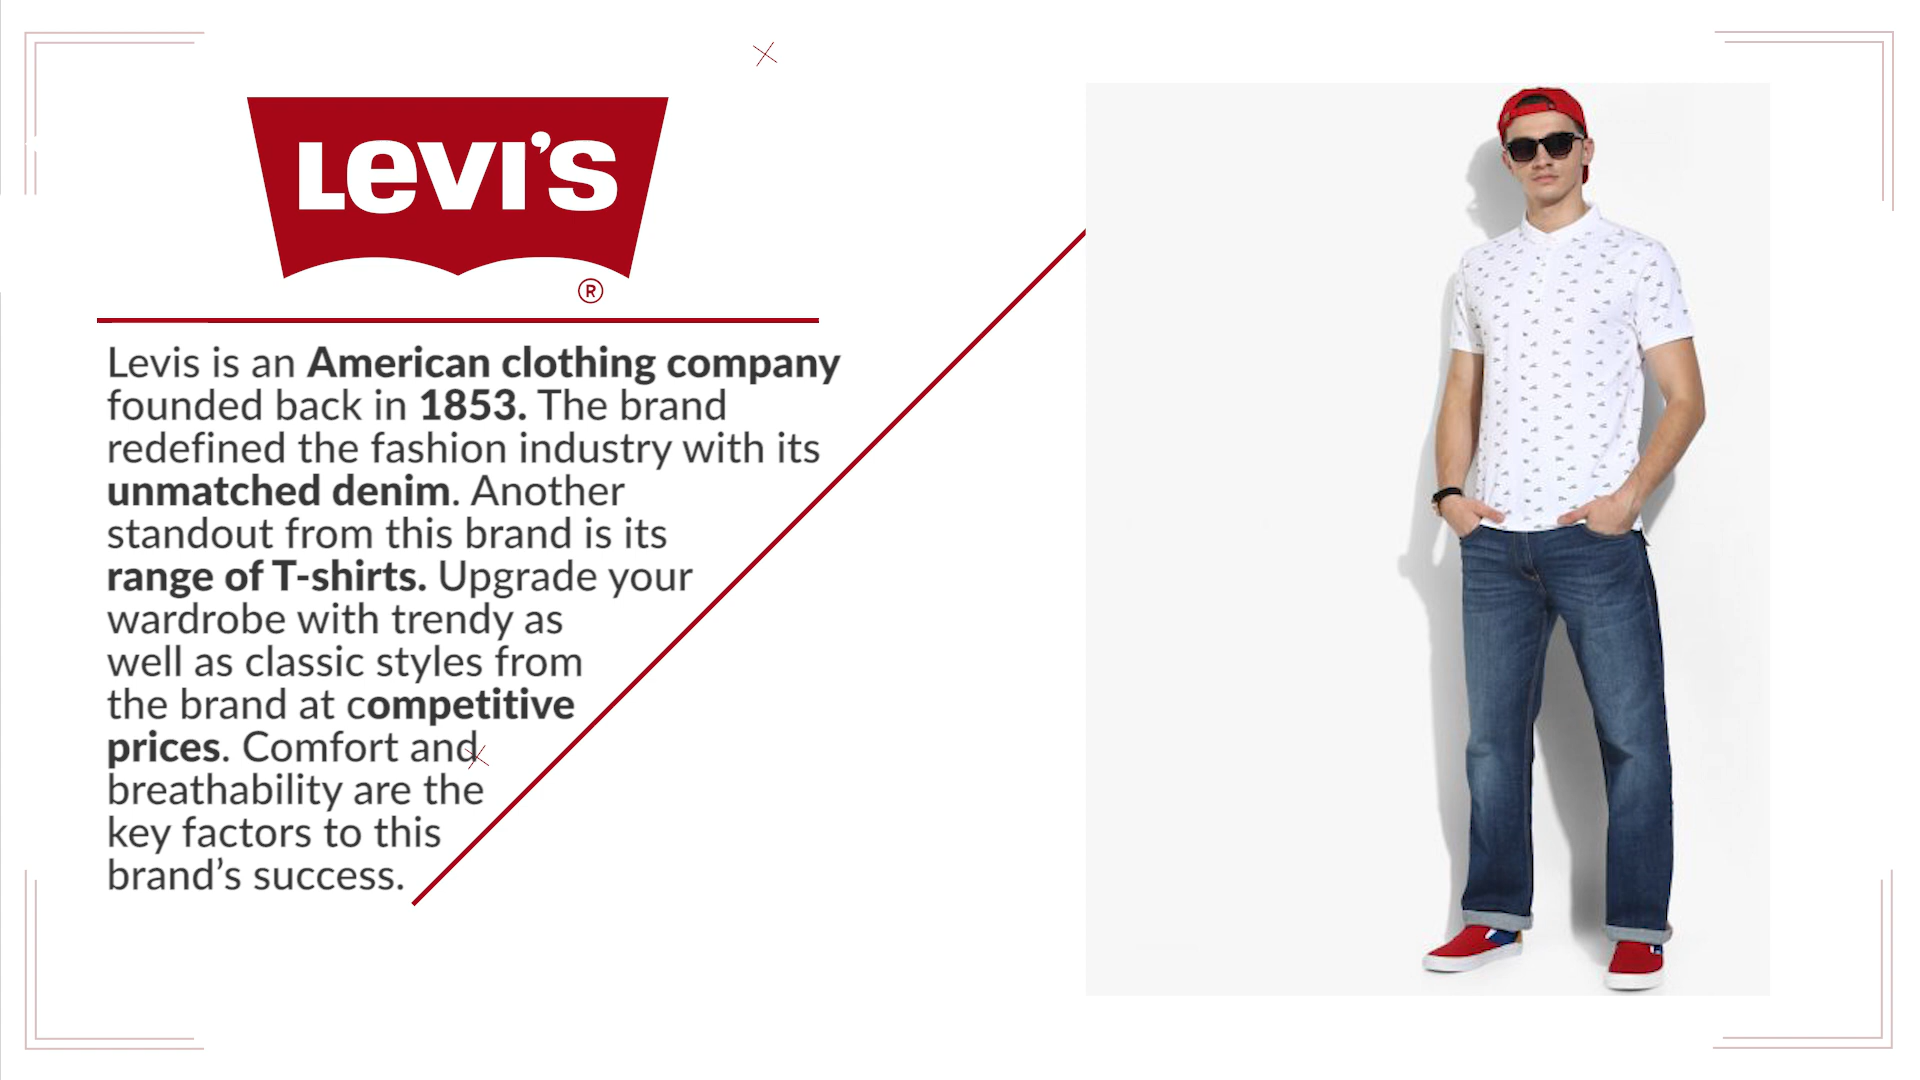 Levi's
®
Levis is an American clothing company
founded back in 1853. The brand
redefined the fashion industry with its
unmatched denim. Another
standout from this brand is its
range of T-shirts. Upgrade your
wardrobe with trendy as
well as classic styles from
the brand at competitive
prices. Comfort and
breathability are the
key factors to this
brand’s success.